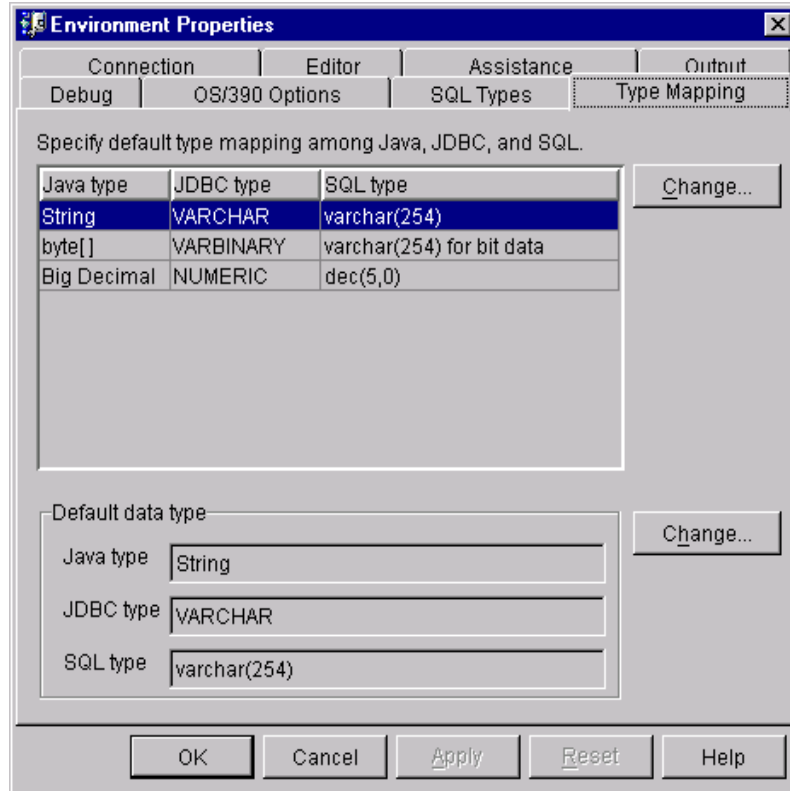 Environment Properties
Connection Editor Assistance Output
Debug OS/390 Options SQL Types Type Mapping
Specify default type mapping among Java, JDBC, and SQL.
Java type JDBC type SQL type Change...
String VARCHAR varchar(254)
byte[] VARBINARY varchar(254) for bit data
Big Decimal NUMERIC dec(5,0)
Default data type
Change...
Java type String
JDBC type VARCHAR
SQL type varchar(254)
OK Cancel Apply Reset Help